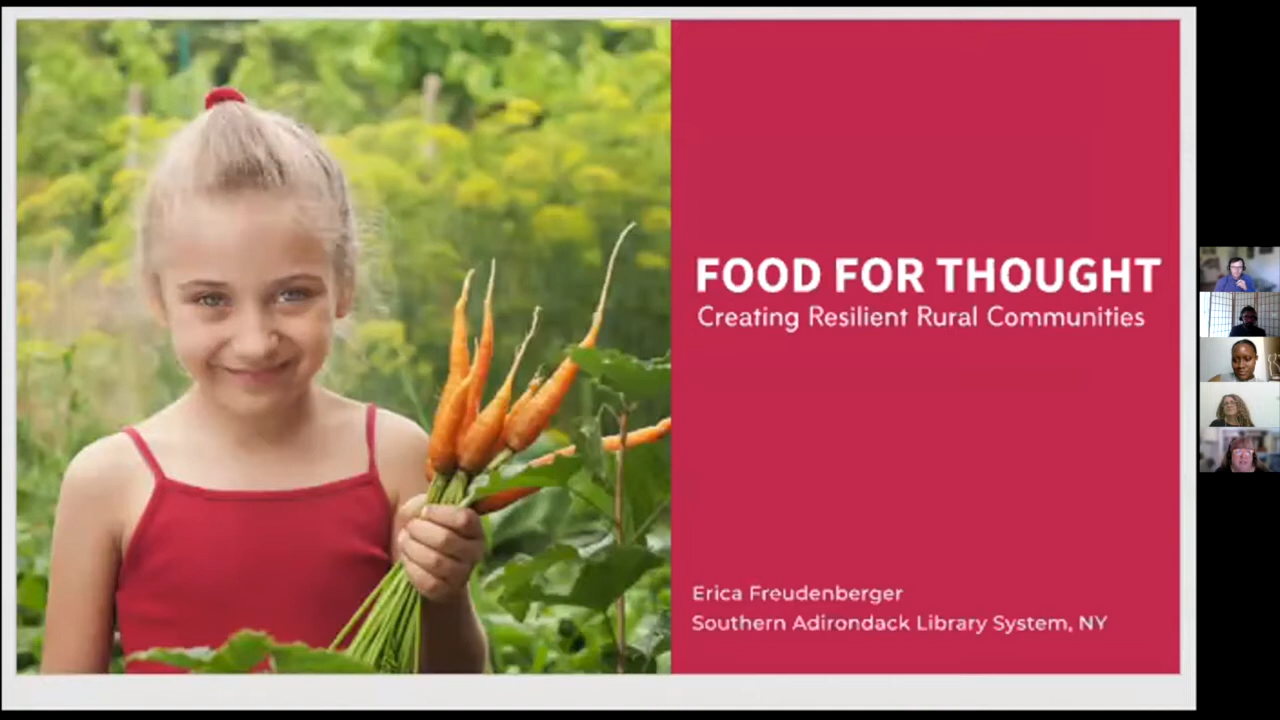 FOOD FOR THOUGHT
Creating Resilient Rural Communities
Erica Freudenberger
Southern Adirondack Library System, NY